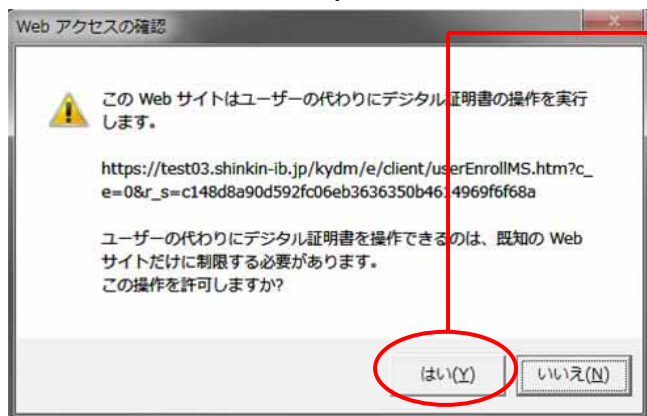 Web アクセスの確認
この Web サイトはユーザーの代わりにデジタル証明書の操作を実行
します。
https://test03.shinkin-ib.jp/kydm/e/client/userEnrollMS.htm?c_
e=0&r_s=c148d8a90d592fc06eb3636350b4614969f6f68a
ユーザーの代わりにデジタル証明書を操作できるのは、既知の Web
サイトだけに制限する必要があります。
この操作を許可しますか?
はい(Y)
いいえ(N)